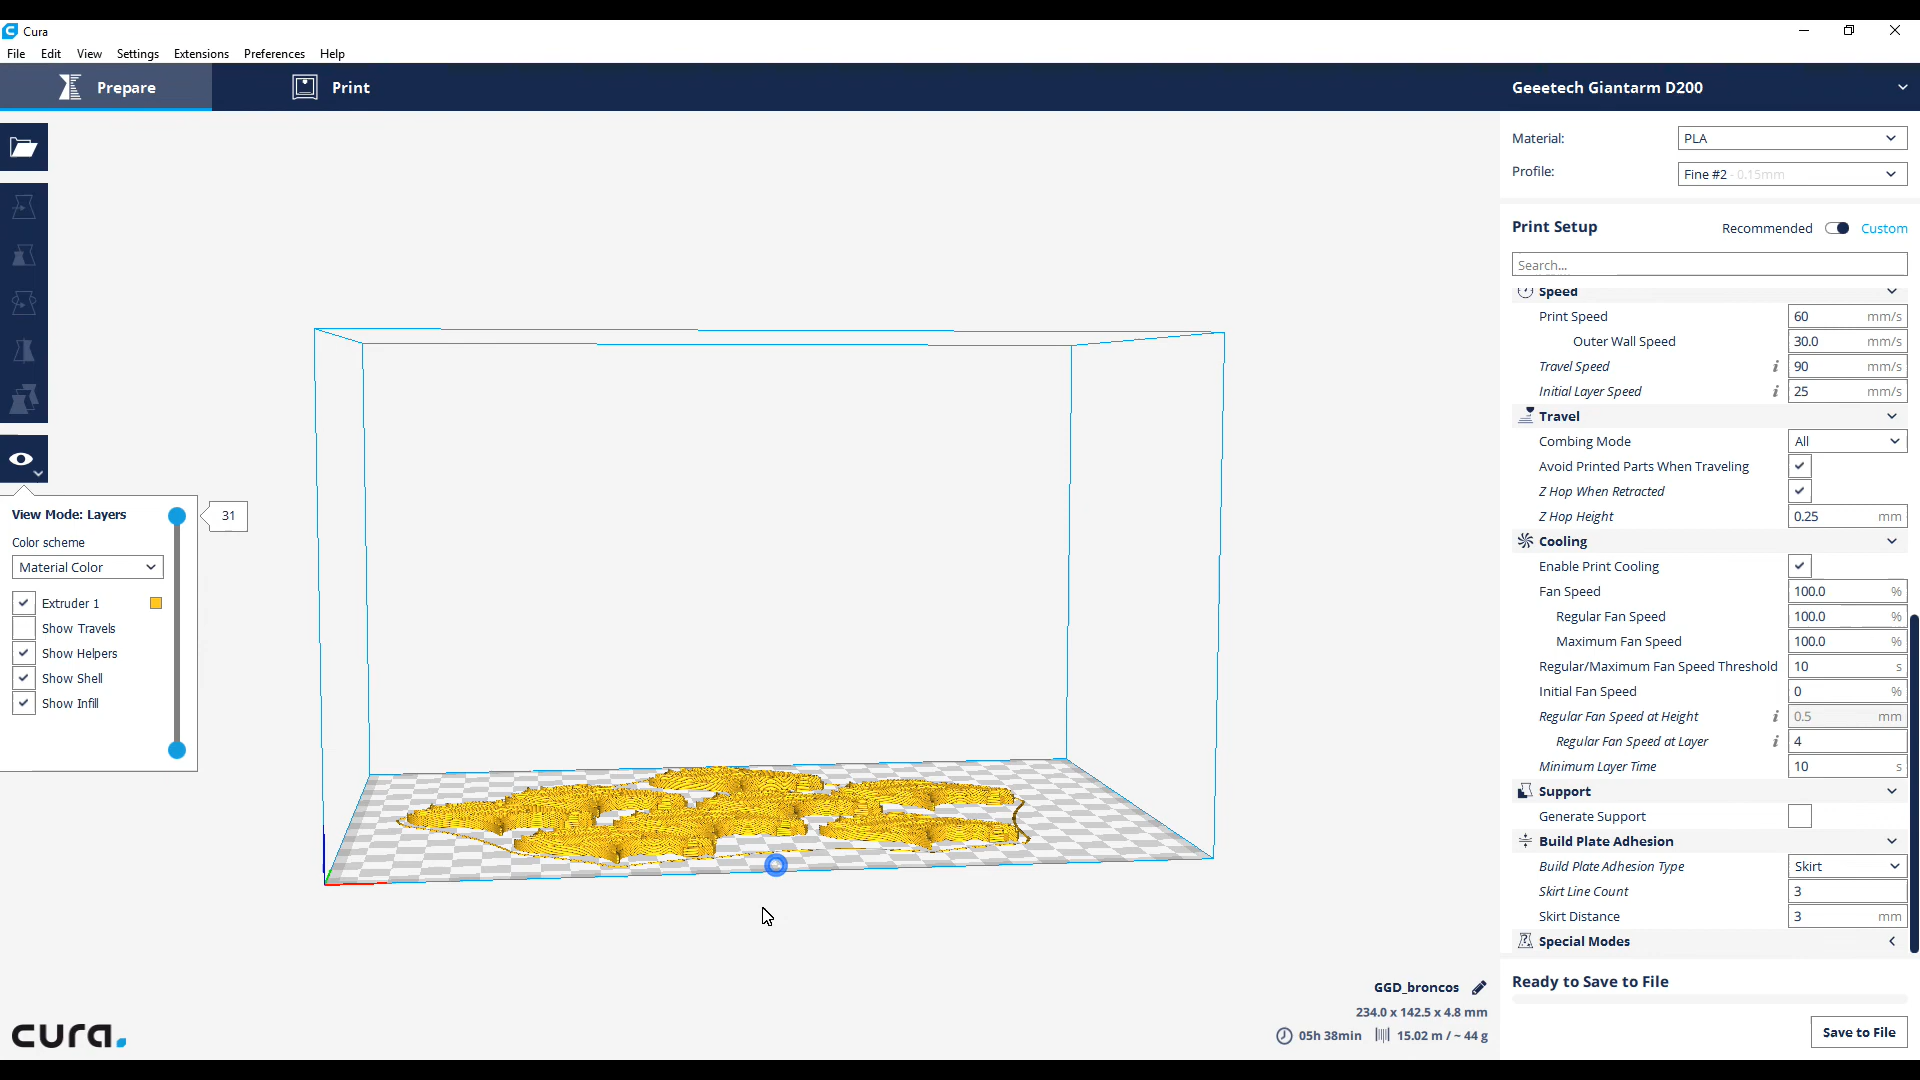 Cura
File Edit View Settings Extensions Preferences Help
Prepare
Print
Geeetech Giantarm D200
Material: PLA
Profile: Fine #2 - 0.15mm
Print Setup Recommended Custom
Search...
Speed
Print Speed 60 mm/s
Outer Wall Speed 30.0 mm/s
Travel Speed i 90 mm/s
Initial Layer Speed i 25 mm/s
Travel
Combing Mode All
Avoid Printed Parts When Traveling
Z Hop When Retracted
Z Hop Height 0.25 mm
Cooling
Enable Print Cooling
Fan Speed 100.0 %
Regular Fan Speed 100.0 %
Maximum Fan Speed 100.0 %
Regular/Maximum Fan Speed Threshold 10 s
Initial Fan Speed 0 %
Regular Fan Speed at Height i 0.5 mm
Regular Fan Speed at Layer i 4
Minimum Layer Time 10 s
Support
Generate Support
Build Plate Adhesion
Build Plate Adhesion Type Skirt
Skirt Line Count 3
Skirt Distance 3 mm
Special Modes
Ready to Save to File
Save to File
View Mode: Layers
31
Color scheme
Material Color
Extruder 1
Show Travels
Show Helpers
Show Shell
Show Infill
GGD_broncos
234.0 x 142.5 x 4.8 mm
05h 38min 15.02 m / ~ 44 g
cura.